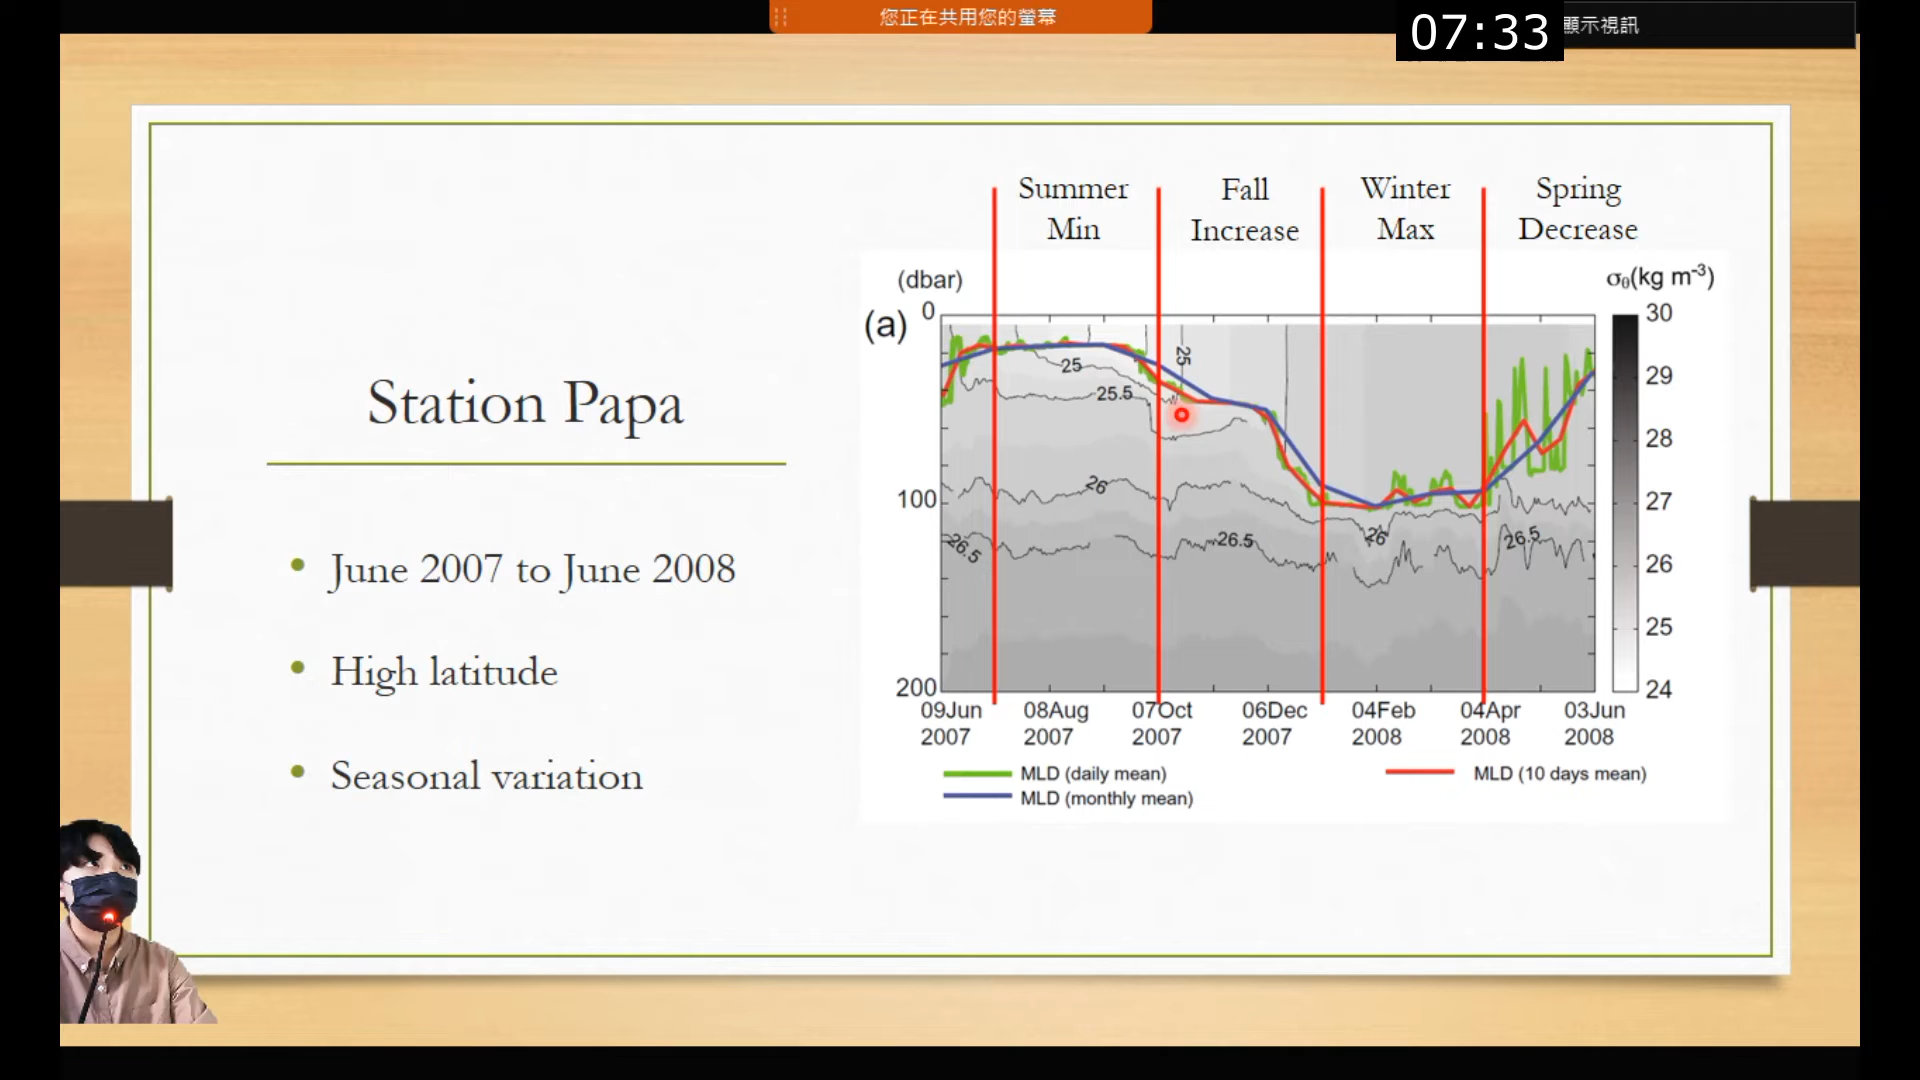 您正在共用您的螢幕
07:33
顯示視訊
Station Papa
June 2007 to June 2008
High latitude
Seasonal variation
Summer
Min
Fall
Increase
Winter
Max
Spring
Decrease
(dbar)
σθ(kg m-3)
(a)
0
100
200
25
25
25.5
26
26.5
26.5
26
26.5
30
29
28
27
26
25
24
09Jun 08Aug 07Oct 06Dec 04Feb 04Apr 03Jun
2007 2007 2007 2007 2008 2008 2008
MLD (daily mean)
MLD (10 days mean)
MLD (monthly mean)